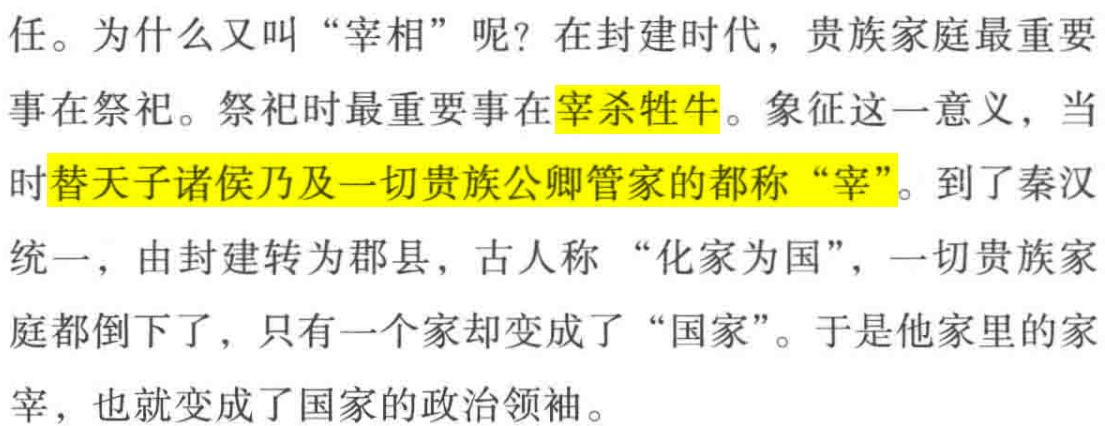 任。为什么又叫“宰相”呢？在封建时代，贵族家庭最重要
事在祭祀。祭祀时最重要事在宰杀牲牛。象征这一意义，当
时替天子诸侯乃及一切贵族公卿管家的都称“宰”。到了秦汉
统一，由封建转为郡县，古人称“化家为国”，一切贵族家
庭都倒下了，只有一个家却变成了“国家”。于是他家里的家
宰，也就变成了国家的政治领袖。